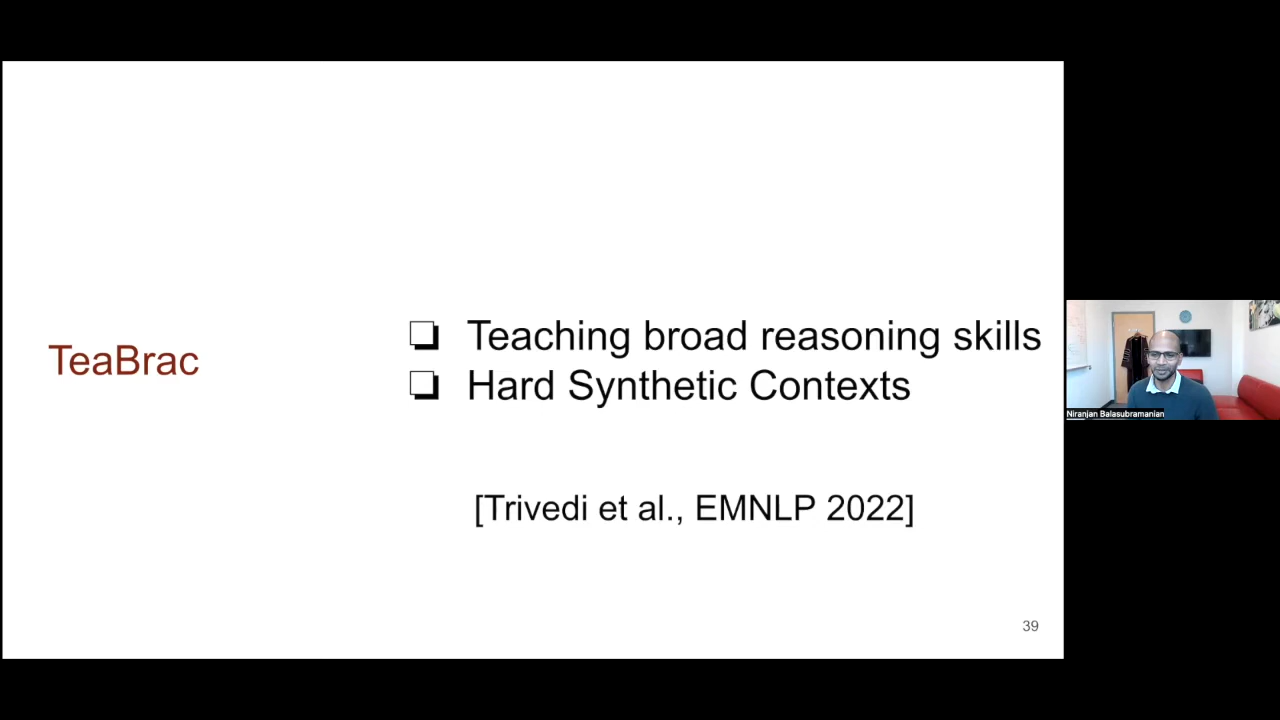 TeaBrac
❏ Teaching broad reasoning skills
❏ Hard Synthetic Contexts
[Trivedi et al., EMNLP 2022]
39
Niranjan Balasubramanian